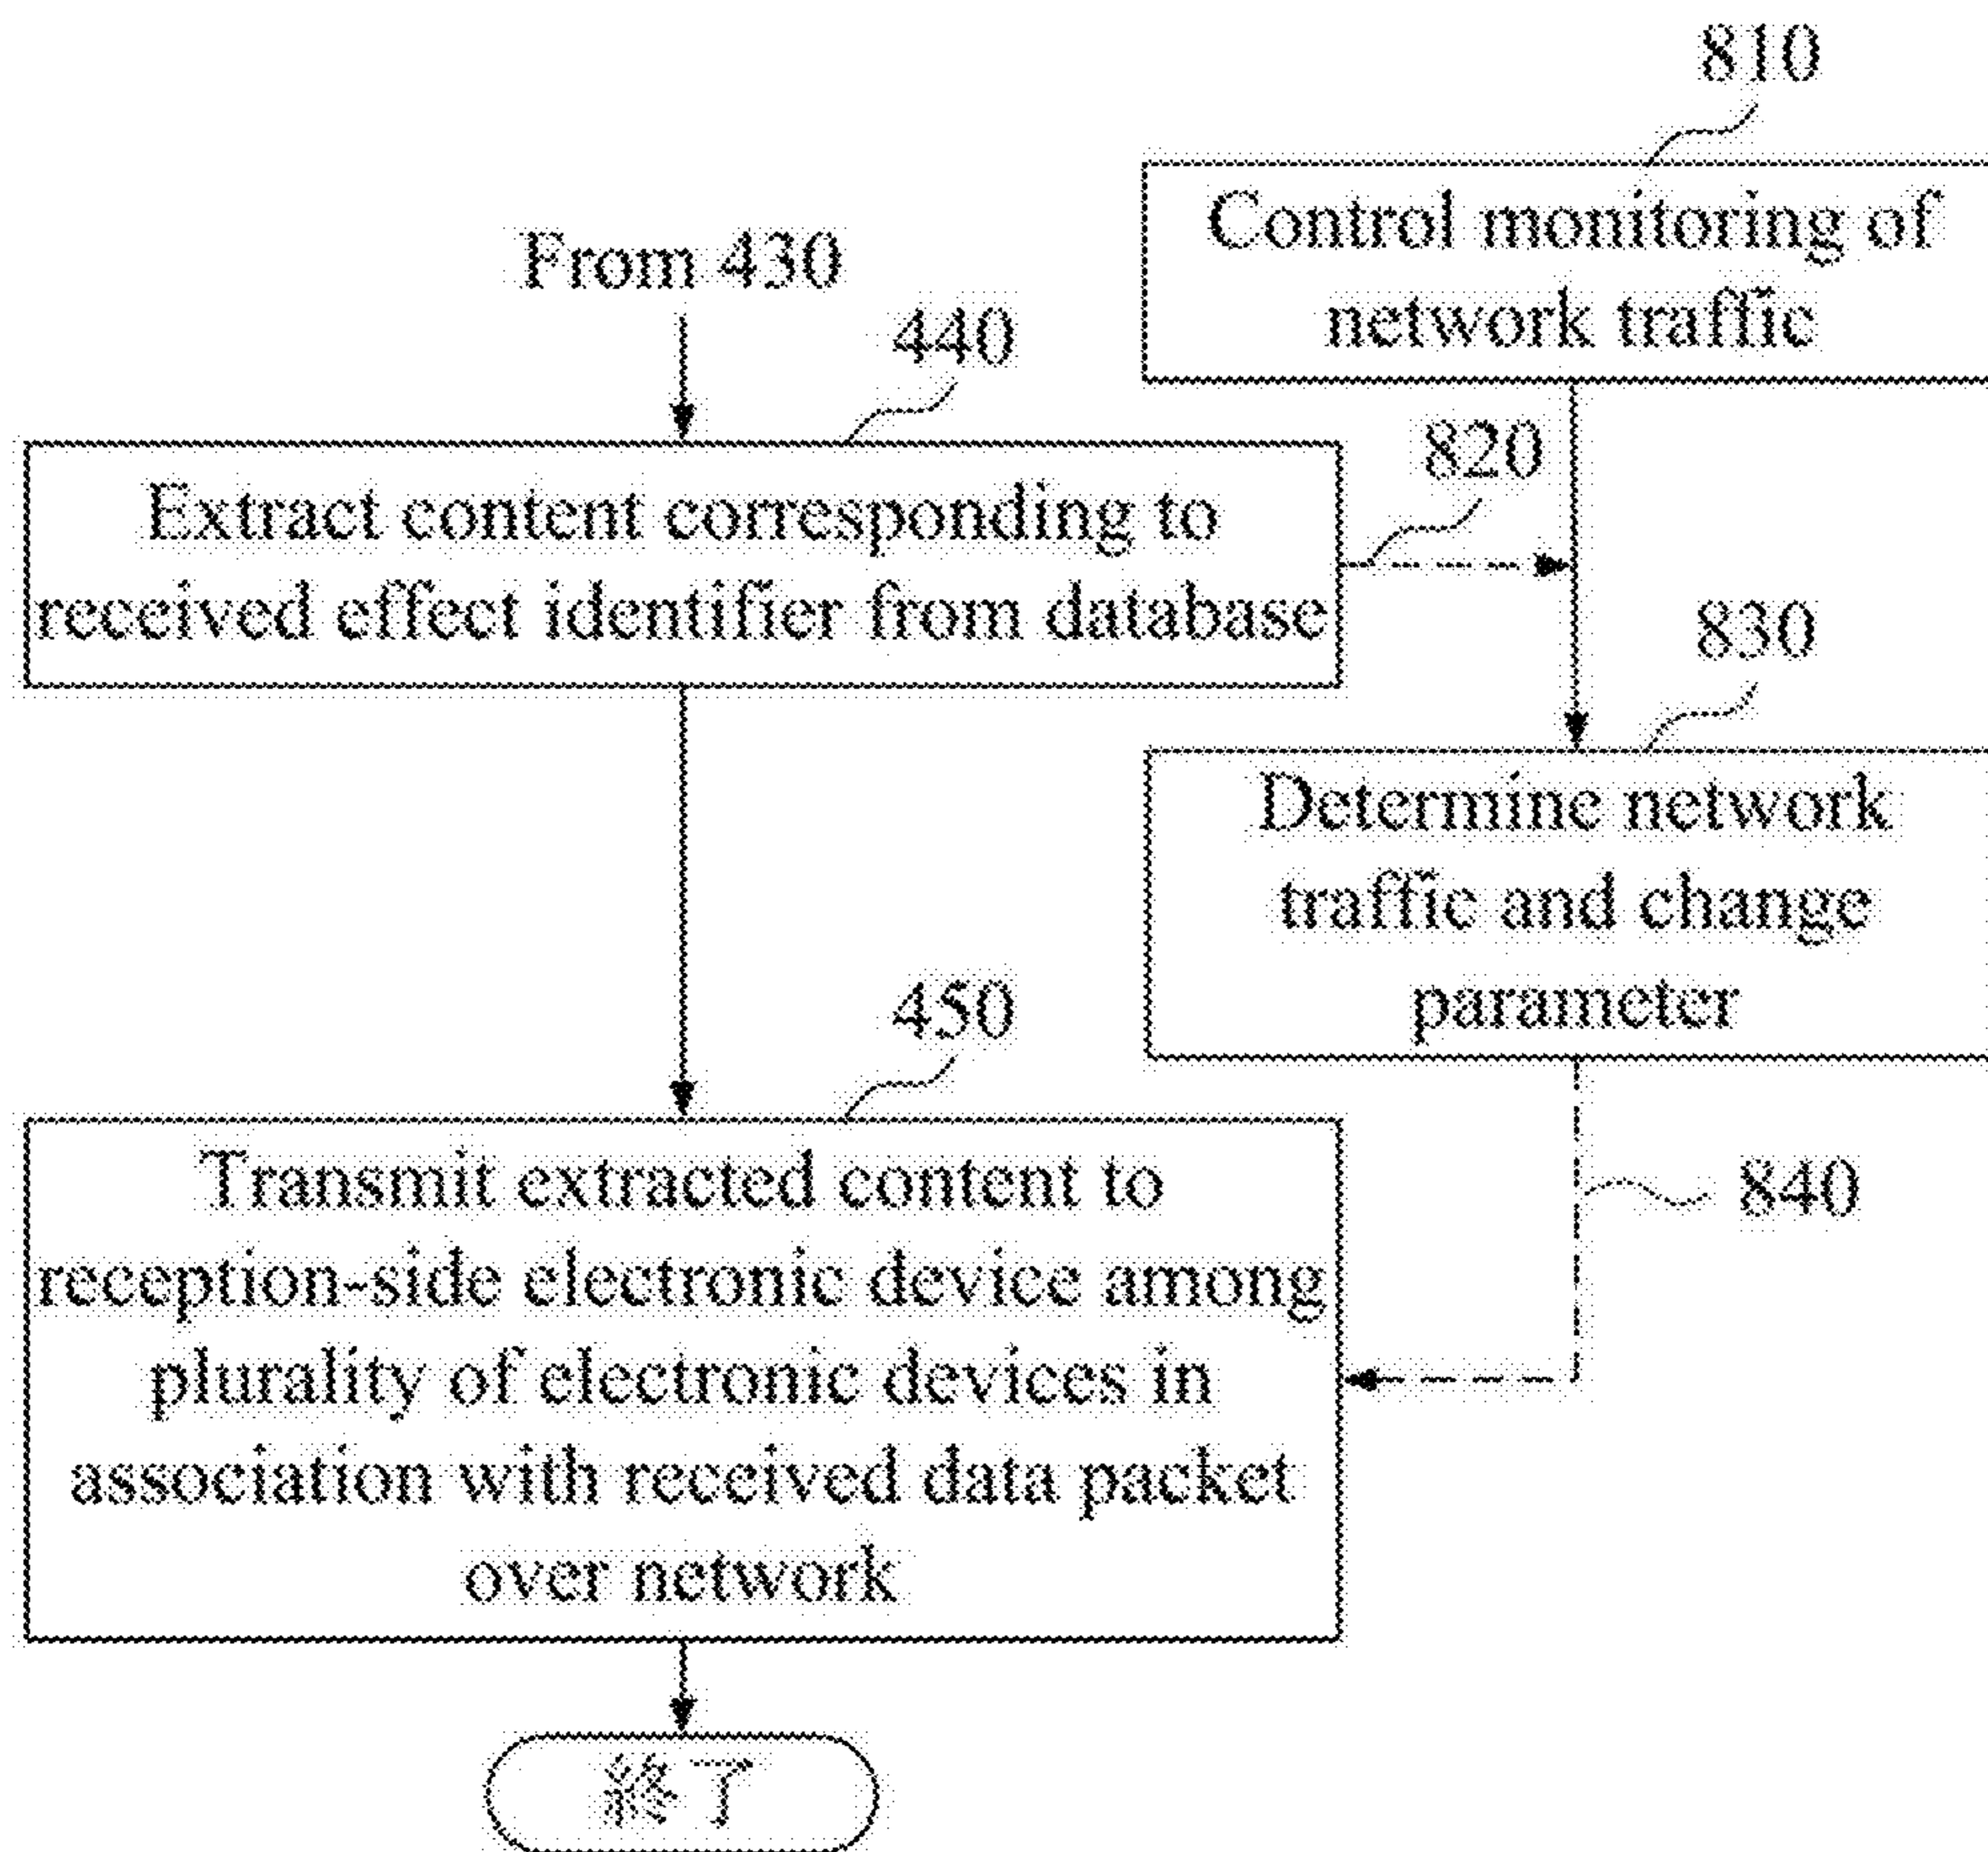 810
Control monitoring of
network traffic
From 430
440
Extract content corresponding to
received effect identifier from database
820
830
Determine network
traffic and change
parameter
450
Transmit extracted content to
reception-side electronic device among
plurality of electronic devices in
association with received data packet
over network
840
終了